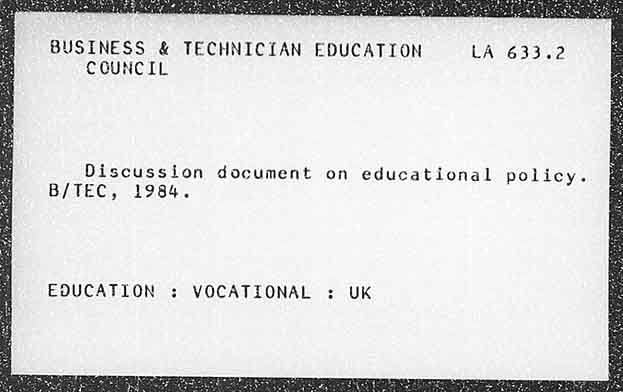 BUSINESS & TECHNICIAN EDUCATION LA 633.2
COUNCIL
Discussion document on educational policy.
B/TEC, 1984.
EDUCATION : VOCATIONAL : UK